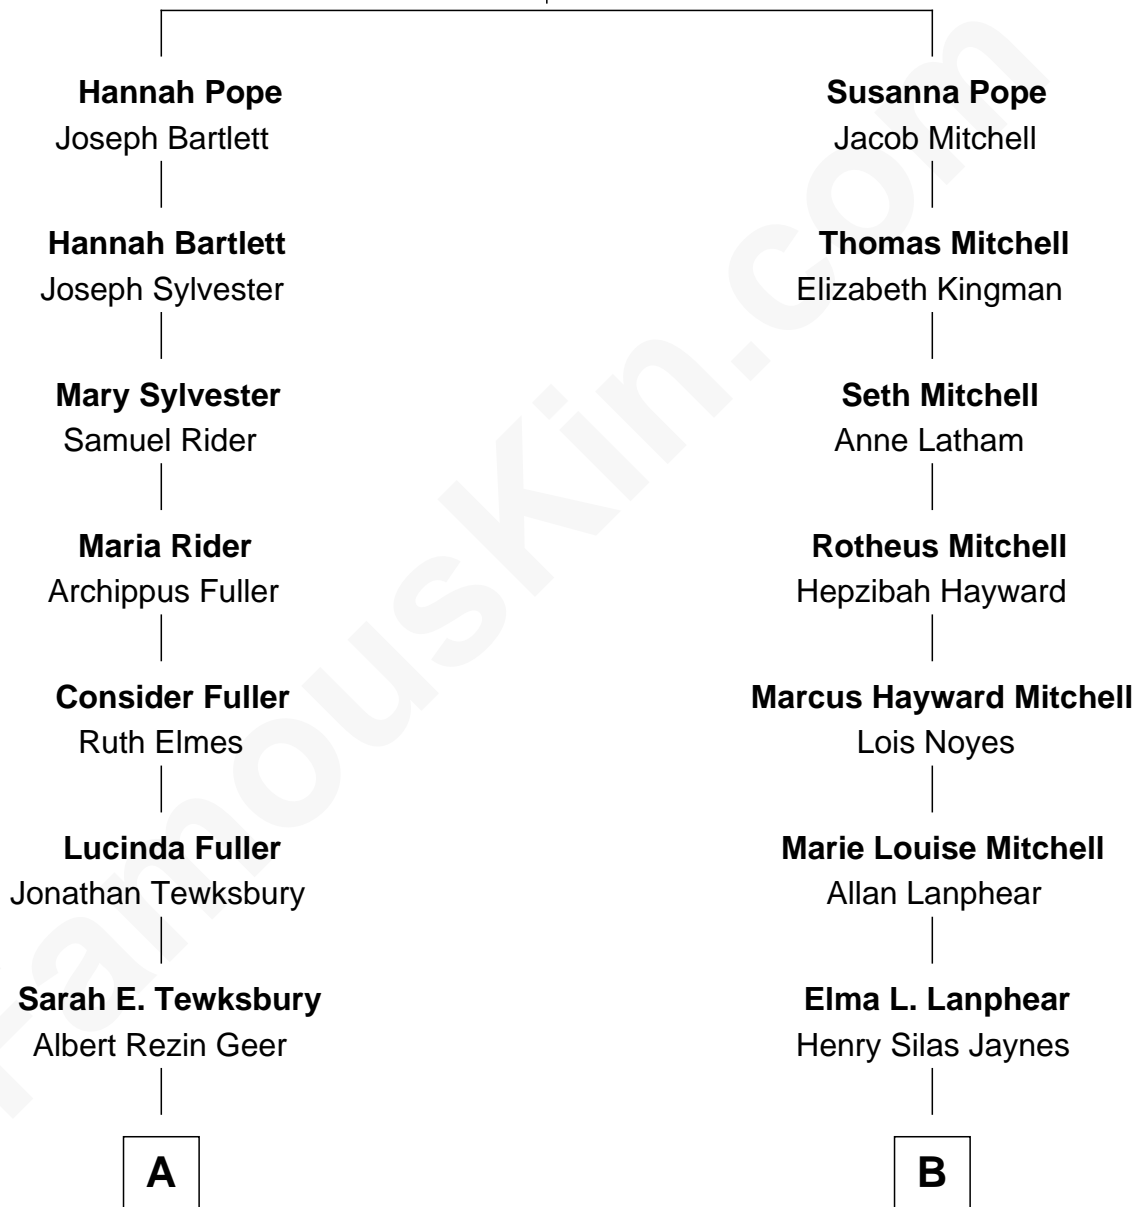 Hannah Pope
Joseph Bartlett
Hannah Bartlett
Joseph Sylvester
Mary Sylvester
Samuel Rider
Maria Rider
Archippus Fuller
Consider Fuller
Ruth Elmes
Lucinda Fuller
Jonathan Tewksbury
Sarah E. Tewksbury
Albert Rezin Geer
A
Susanna Pope
Jacob Mitchell
Thomas Mitchell
Elizabeth Kingman
Seth Mitchell
Anne Latham
Rotheus Mitchell
Hepzibah Hayward
Marcus Hayward Mitchell
Lois Noyes
Marie Louise Mitchell
Allan Lanphear
Elma L. Lanphear
Henry Silas Jaynes
B
FamousKin.com